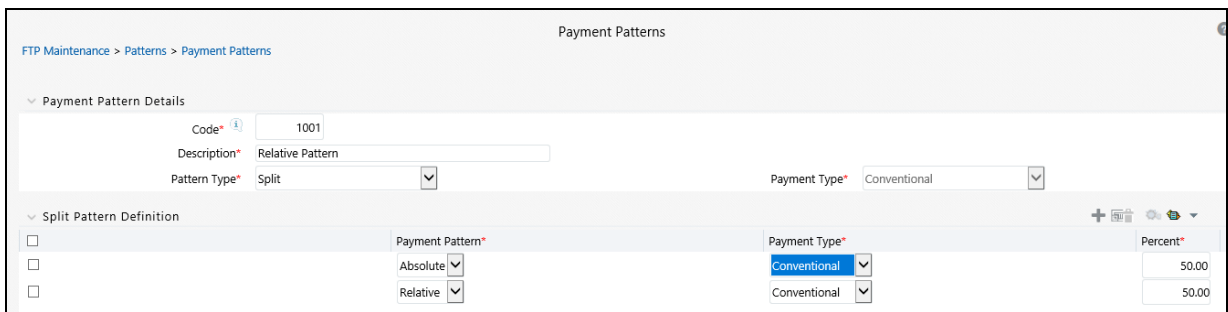 Payment Patterns
FTP Maintenance > Patterns > Payment Patterns
Payment Pattern Details
Code* 1001
Description* Relative Pattern
Pattern Type* Split Payment Type* Conventional
Split Pattern Definition
Payment Pattern* Payment Type* Percent*
Absolute Conventional 50.00
Relative Conventional 50.00